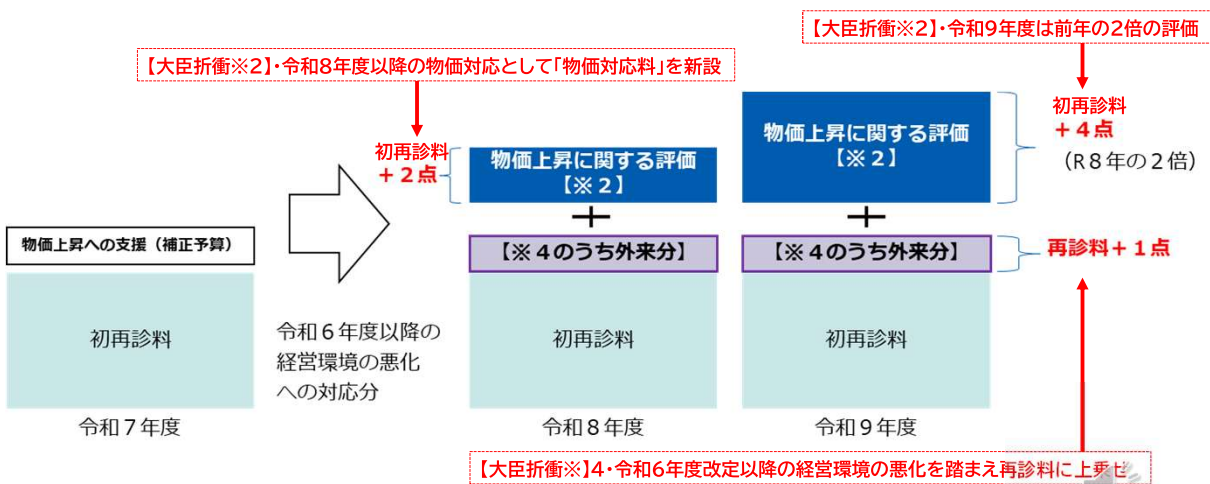 【大臣折衝※2】・令和9年度は前年の2倍の評価
【大臣折衝※2】・令和8年度以降の物価対応として「物価対応料」を新設
初再診料
+2点
物価上昇に関する評価
【※2】
物価上昇に関する評価
【※2】
初再診料
+4点
(R8年の2倍)
+
+
物価上昇への支援(補正予算)
【※4のうち外来分】
【※4のうち外来分】
再診料+1点
初再診料
令和6年度以降の
経営環境の悪化
への対応分
初再診料
初再診料
令和7年度
令和8年度
令和9年度
【大臣折衝※】4・令和6年度改定以降の経営環境の悪化を踏まえ再診料に上乗せ